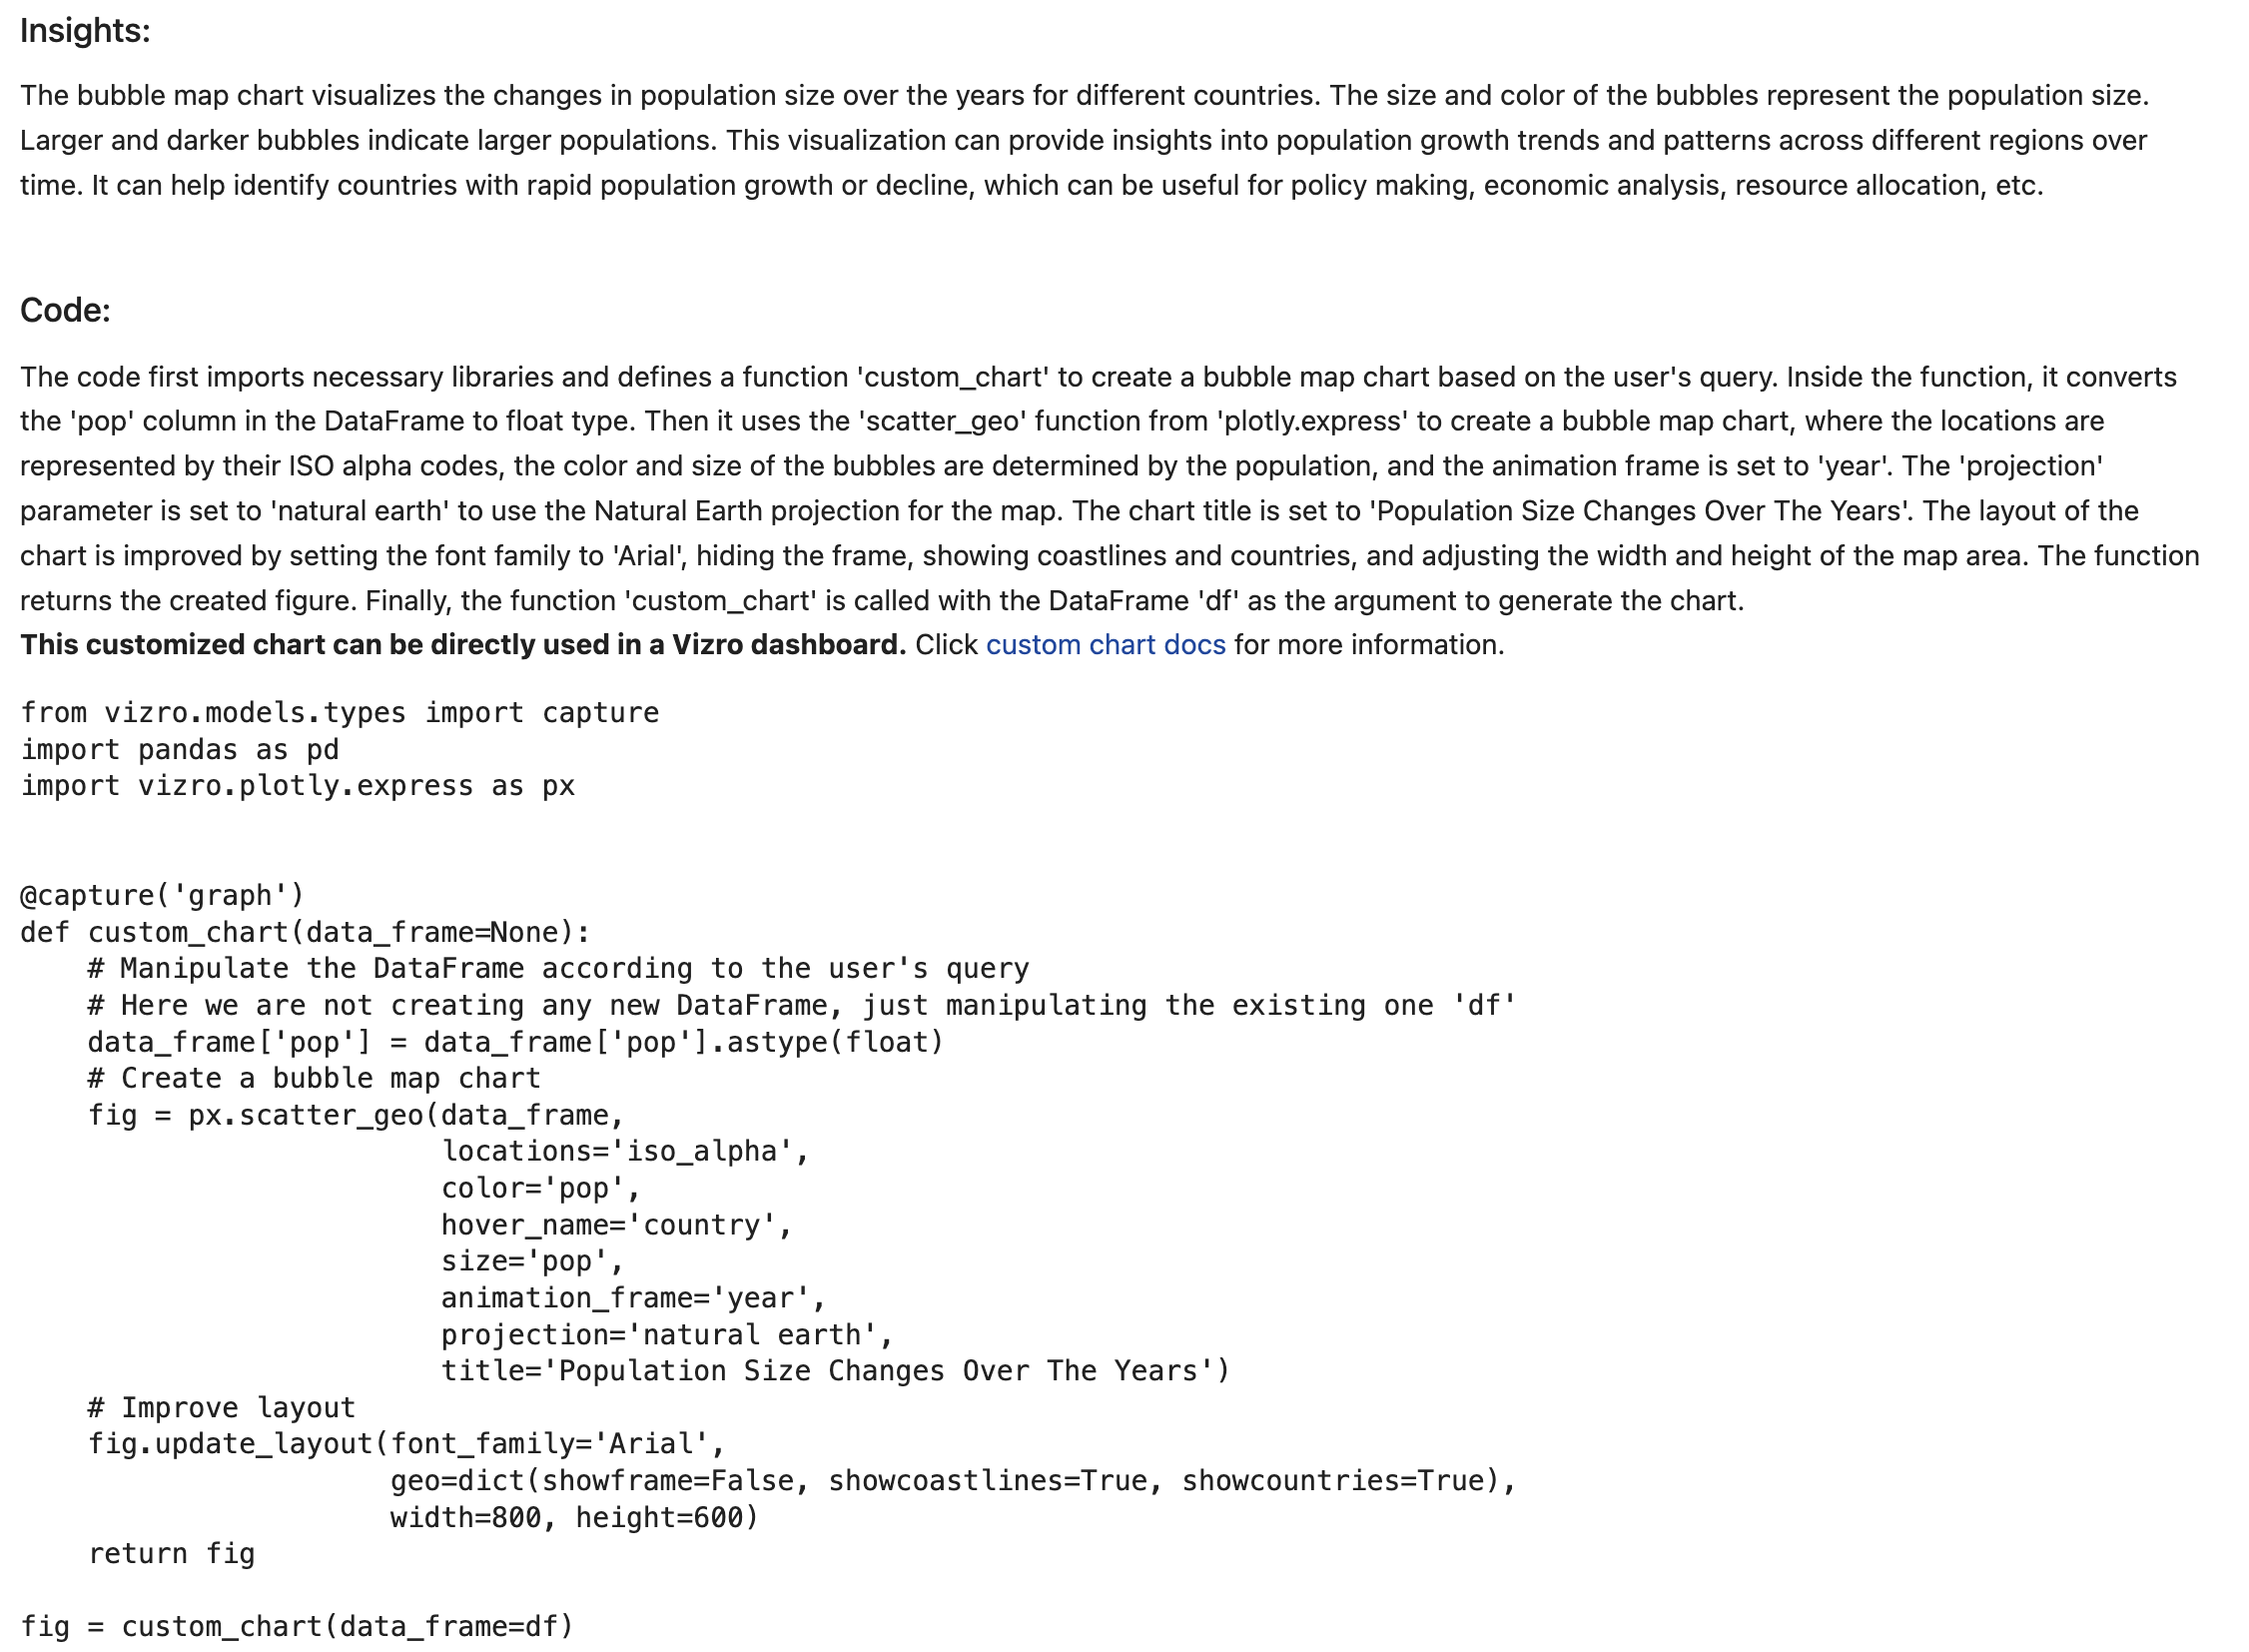 Insights:
The bubble map chart visualizes the changes in population size over the years for different countries. The size and color of the bubbles represent the population size.
Larger and darker bubbles indicate larger populations. This visualization can provide insights into population growth trends and patterns across different regions over
time. It can help identify countries with rapid population growth or decline, which can be useful for policy making, economic analysis, resource allocation, etc.
Code:
The code first imports necessary libraries and defines a function 'custom_chart' to create a bubble map chart based on the user's query. Inside the function, it converts
the 'pop' column in the DataFrame to float type. Then it uses the 'scatter_geo' function from 'plotly.express' to create a bubble map chart, where the locations are
represented by their ISO alpha codes, the color and size of the bubbles are determined by the population, and the animation frame is set to 'year'. The 'projection'
parameter is set to 'natural earth' to use the Natural Earth projection for the map. The chart title is set to 'Population Size Changes Over The Years'. The layout of the
chart is improved by setting the font family to 'Arial', hiding the frame, showing coastlines and countries, and adjusting the width and height of the map area. The function
returns the created figure. Finally, the function 'custom_chart' is called with the DataFrame 'df' as the argument to generate the chart.
This customized chart can be directly used in a Vizro dashboard. Click custom chart docs for more information.
from vizro.models.types import capture
import pandas as pd
import vizro.plotly.express as px
@capture('graph')
def custom_chart(data_frame=None):
    # Manipulate the DataFrame according to the user's query
    # Here we are not creating any new DataFrame, just manipulating the existing one 'df'
    data_frame['pop'] = data_frame['pop'].astype(float)
    # Create a bubble map chart
    fig = px.scatter_geo(data_frame,
                         locations='iso_alpha',
                         color='pop',
                         hover_name='country',
                         size='pop',
                         animation_frame='year',
                         projection='natural earth',
                         title='Population Size Changes Over The Years')
    # Improve layout
    fig.update_layout(font_family='Arial',
                      geo=dict(showframe=False, showcoastlines=True, showcountries=True),
                      width=800, height=600)
    return fig
fig = custom_chart(data_frame=df)